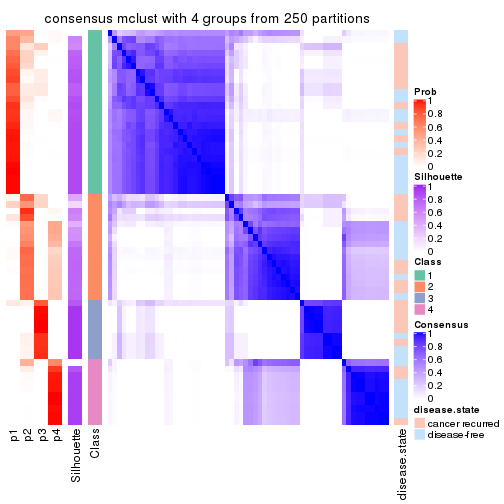 consensus mclust with 4 groups from 250 partitions
Prob
1
0.8
0.6
0.4
0.2
0
Silhouette
1
0.8
0.6
0.4
0.2
0
Class
1
2
3
4
Consensus
1
0.8
0.6
0.4
0.2
0
disease.state
cancer recurred
disease-free
p1
p2
p3
p4
Silhouette
Class
disease.state